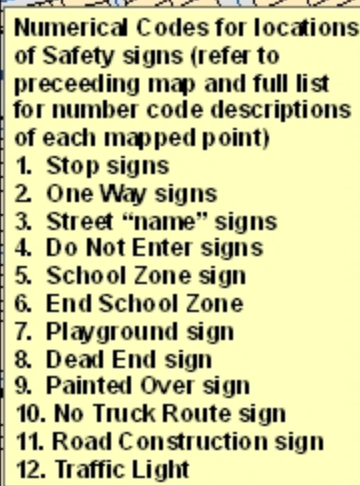 Numerical Codes for locations
of Safety signs (refer to
preceeding map and full list
for number code descriptions
of each mapped point)
1. Stop signs
2. One Way signs
3. Street “name” signs
4. Do Not Enter signs
5. School Zone sign
6. End School Zone
7. Playground sign
8. Dead End sign
9. Painted Over sign
10. No Truck Route sign
11. Road Construction sign
12. Traffic Light